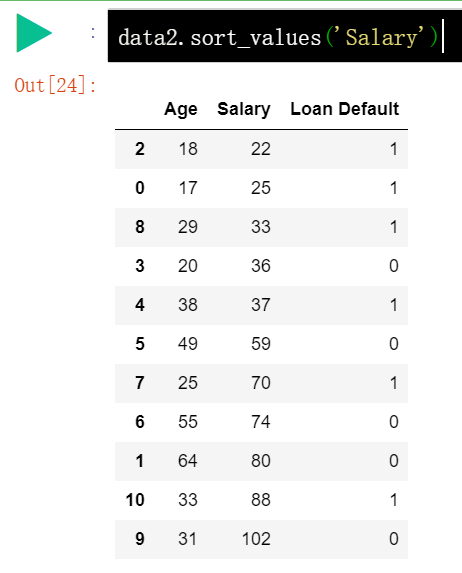 : data2.sort_values('Salary')
Out[24]:
Age Salary Loan Default
2 18 22 1
0 17 25 1
8 29 33 1
3 20 36 0
4 38 37 1
5 49 59 0
7 25 70 1
6 55 74 0
1 64 80 0
10 33 88 1
9 31 102 0